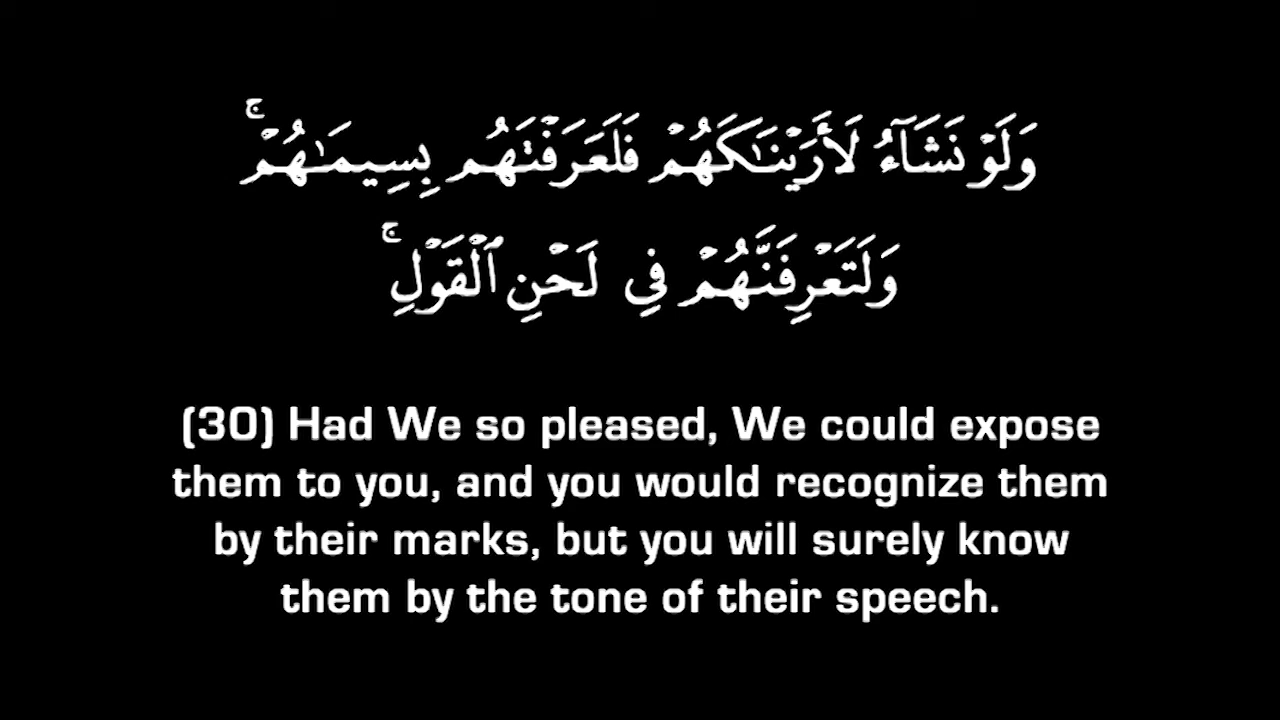 وَلَوْ نَشَآءُ لَأَرَيْنَـٰكَهُمْ فَلَعَرَفْتَهُم بِسِيمَـٰهُمْ ۚ
وَلَتَعْرِفَنَّهُمْ فِى لَحْنِ ٱلْقَوْلِ ۚ
(30) Had We so pleased, We could expose
them to you, and you would recognize them
by their marks, but you will surely know
them by the tone of their speech.